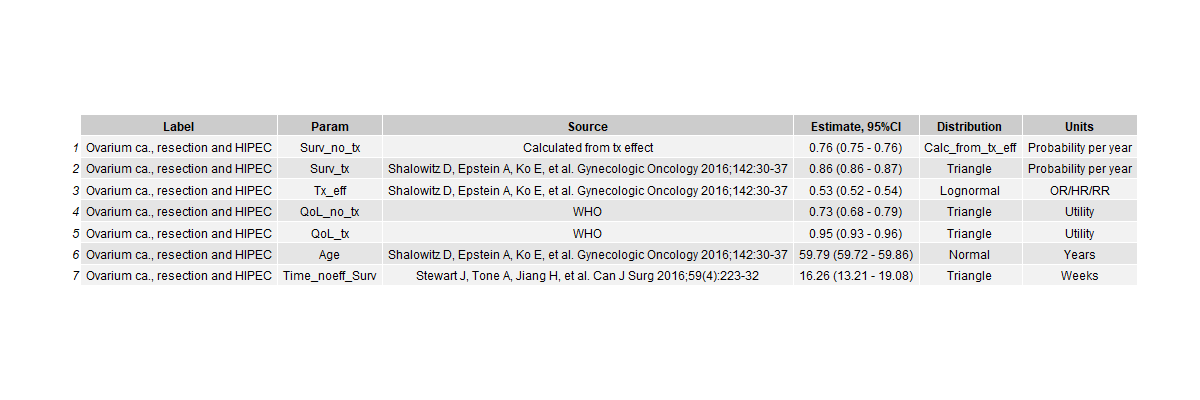 Label Param Source Estimate, 95%CI Distribution Units
1 Ovarium ca., resection and HIPEC Surv_no_tx Calculated from tx effect 0.76 (0.75 - 0.76) Calc_from_tx_eff Probability per year
2 Ovarium ca., resection and HIPEC Surv_tx Shalowitz D, Epstein A, Ko E, et al. Gynecologic Oncology 2016;142:30-37 0.86 (0.86 - 0.87) Triangle Probability per year
3 Ovarium ca., resection and HIPEC Tx_eff Shalowitz D, Epstein A, Ko E, et al. Gynecologic Oncology 2016;142:30-37 0.53 (0.52 - 0.54) Lognormal OR/HR/RR
4 Ovarium ca., resection and HIPEC QoL_no_tx WHO 0.73 (0.68 - 0.79) Triangle Utility
5 Ovarium ca., resection and HIPEC QoL_tx WHO 0.95 (0.93 - 0.96) Triangle Utility
6 Ovarium ca., resection and HIPEC Age Shalowitz D, Epstein A, Ko E, et al. Gynecologic Oncology 2016;142:30-37 59.79 (59.72 - 59.86) Normal Years
7 Ovarium ca., resection and HIPEC Time_noeff_Surv Stewart J, Tone A, Jiang H, et al. Can J Surg 2016;59(4):223-32 16.26 (13.21 - 19.08) Triangle Weeks